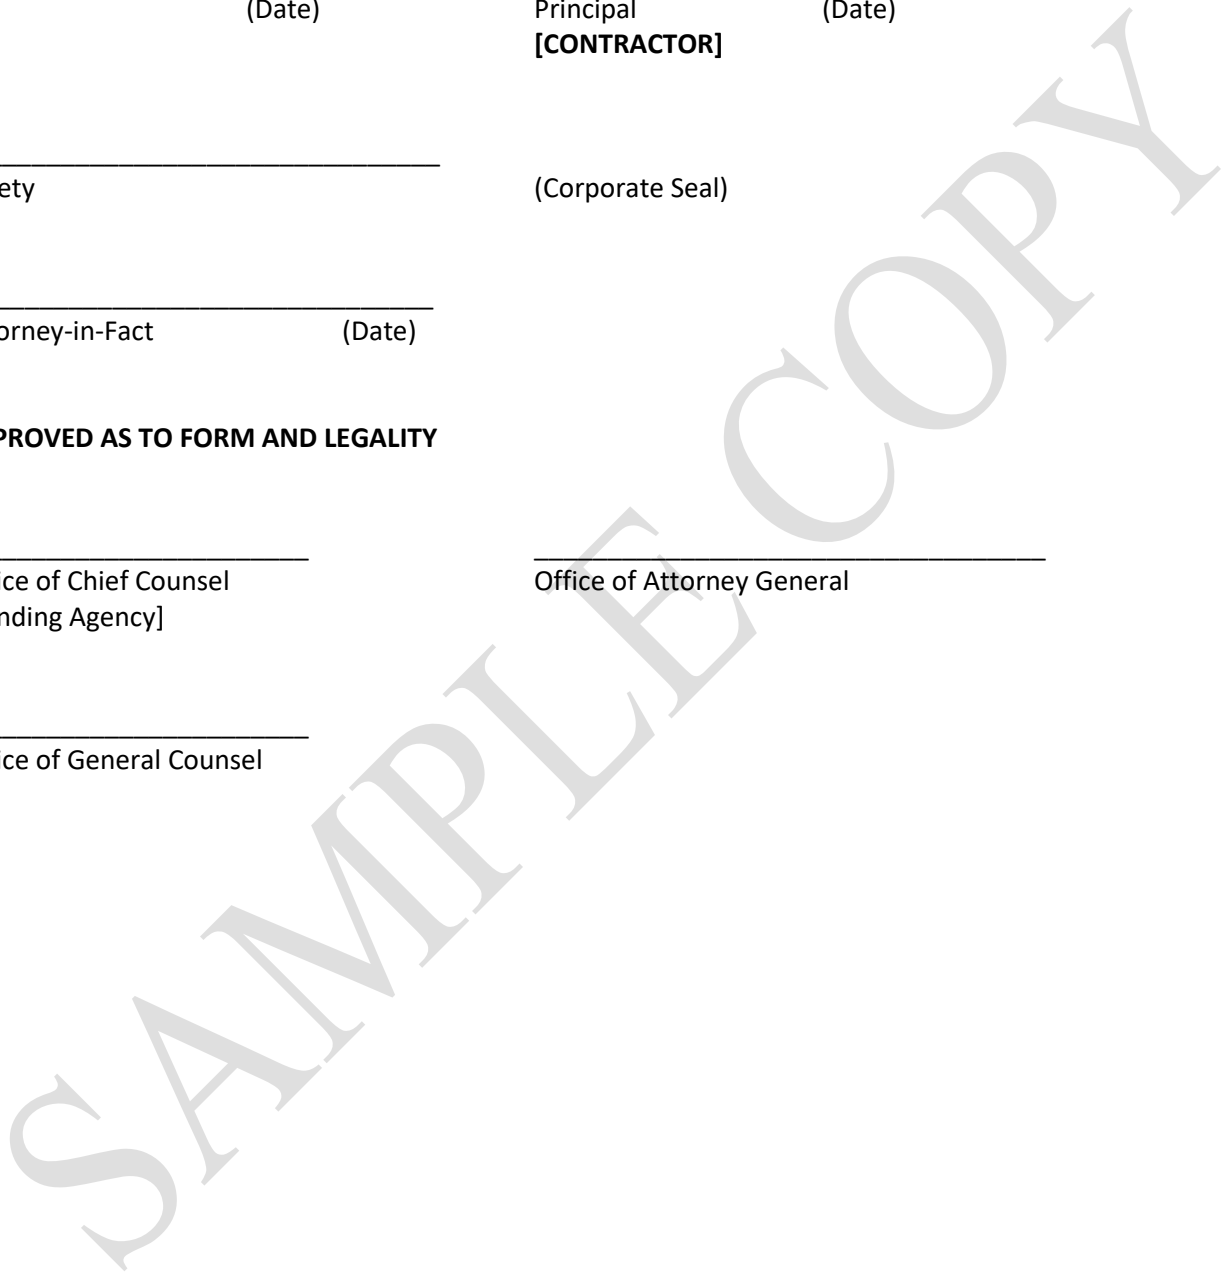 (Date) Principal (Date)
[CONTRACTOR]
ety (Corporate Seal)
orney-in-Fact (Date)
PROVED AS TO FORM AND LEGALITY
ice of Chief Counsel Office of Attorney General
nding Agency]
ice of General Counsel
SAMPLE COPY